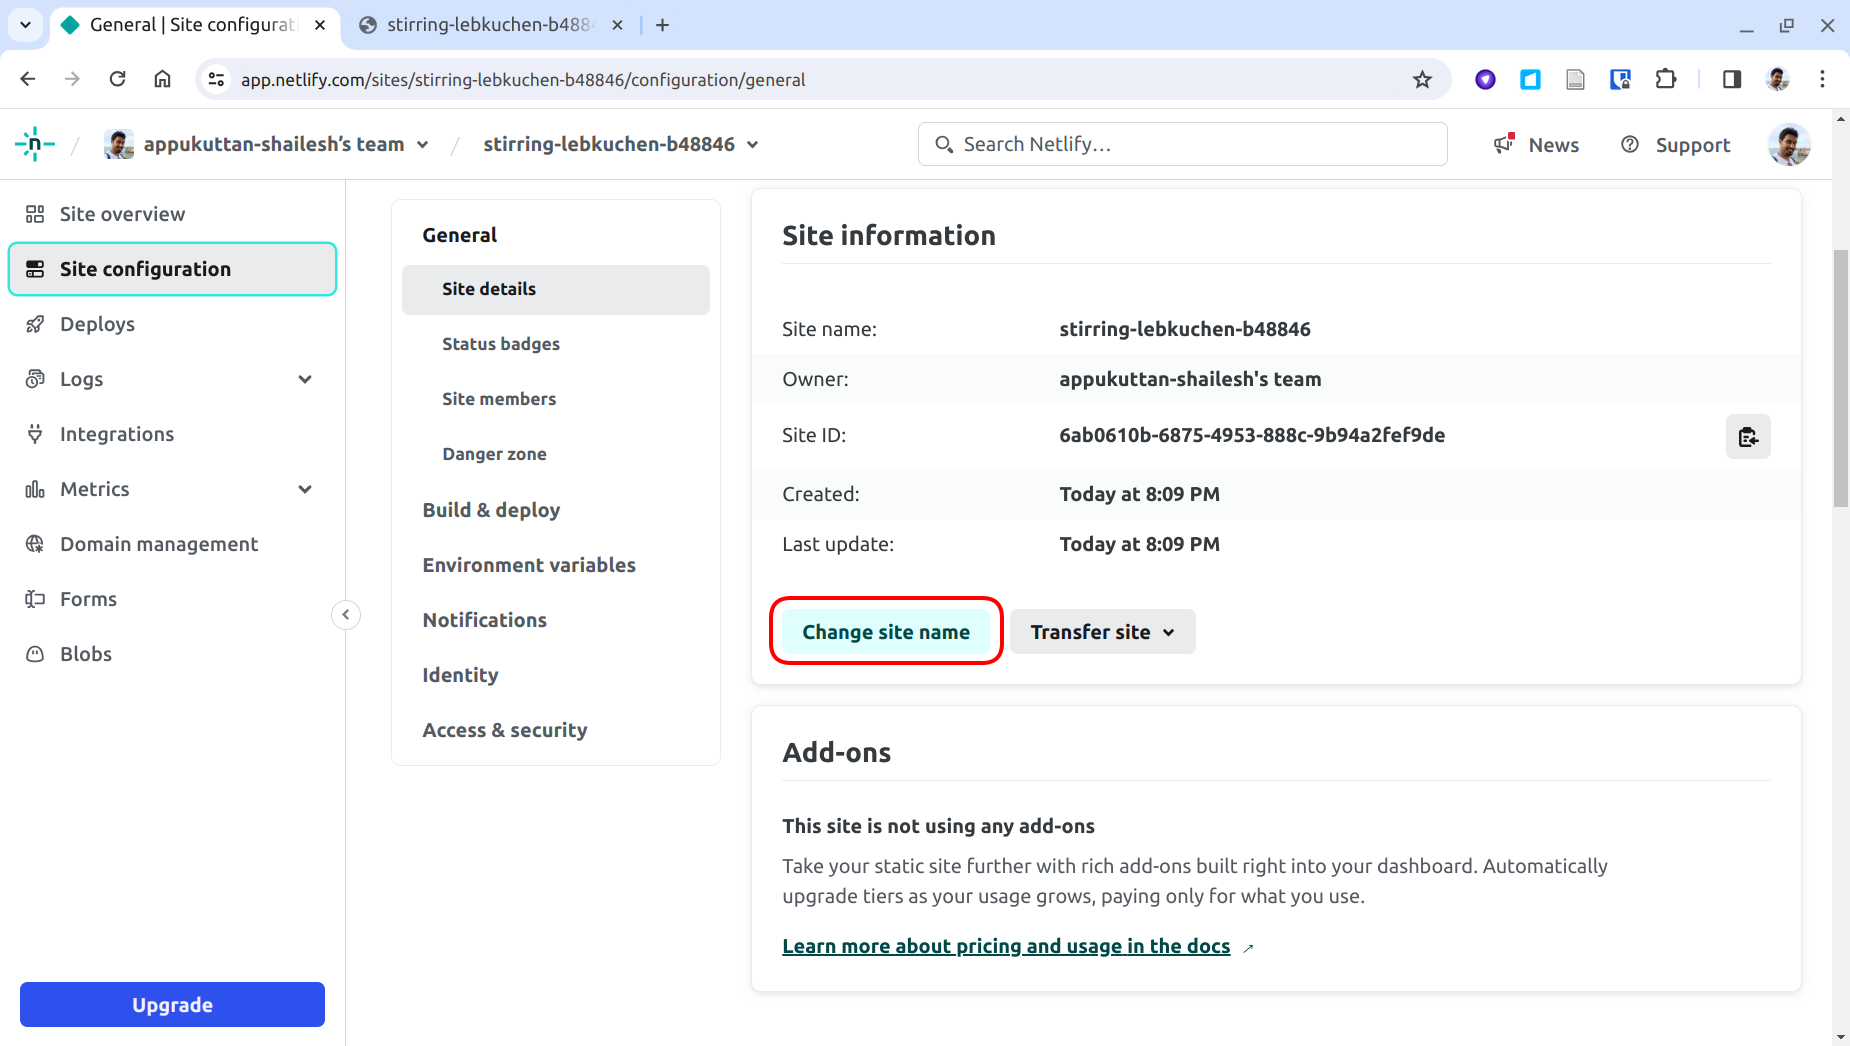 General | Site configurati
stirring-lebkuchen-b488
app.netlify.com/sites/stirring-lebkuchen-b48846/configuration/general
n
appukuttan-shailesh’s team
stirring-lebkuchen-b48846
Search Netlify…
News
Support
Site overview
Site configuration
Deploys
Logs
Integrations
Metrics
Domain management
Forms
Blobs
Upgrade
General
Site details
Status badges
Site members
Danger zone
Build & deploy
Environment variables
Notifications
Identity
Access & security
Site information
Site name: stirring-lebkuchen-b48846
Owner: appukuttan-shailesh's team
Site ID: 6ab0610b-6875-4953-888c-9b94a2fef9de
Created: Today at 8:09 PM
Last update: Today at 8:09 PM
Change site name
Transfer site
Add-ons
This site is not using any add-ons
Take your static site further with rich add-ons built right into your dashboard. Automatically
upgrade tiers as your usage grows, paying only for what you use.
Learn more about pricing and usage in the docs